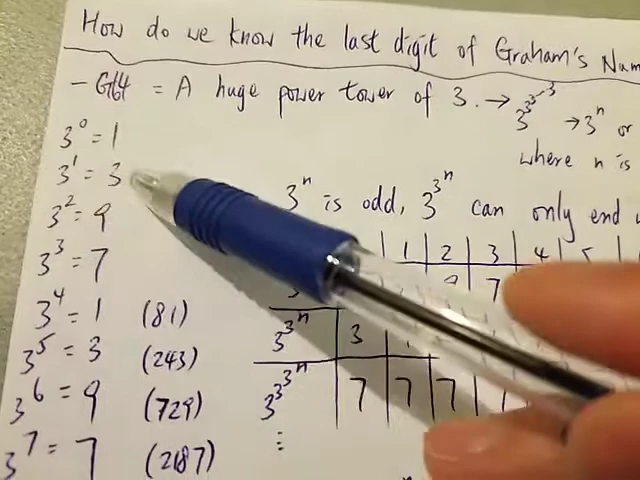 How do we know the last digit of Graham's Num
- G64 = A huge power tower of 3. → 3^3^3^-3 → 3^n or
where n is
3^0 = 1
3^1 = 3
3^2 = 9
3^3 = 7
3^4 = 1 (81)
3^5 = 3 (243)
3^6 = 9 (729)
3^7 = 7 (2187)
3^n is odd, 3^3^n can only end
1 2 3 4 5
9 7
3^3^n 3
3^3^3^n 7 7 7
⋮